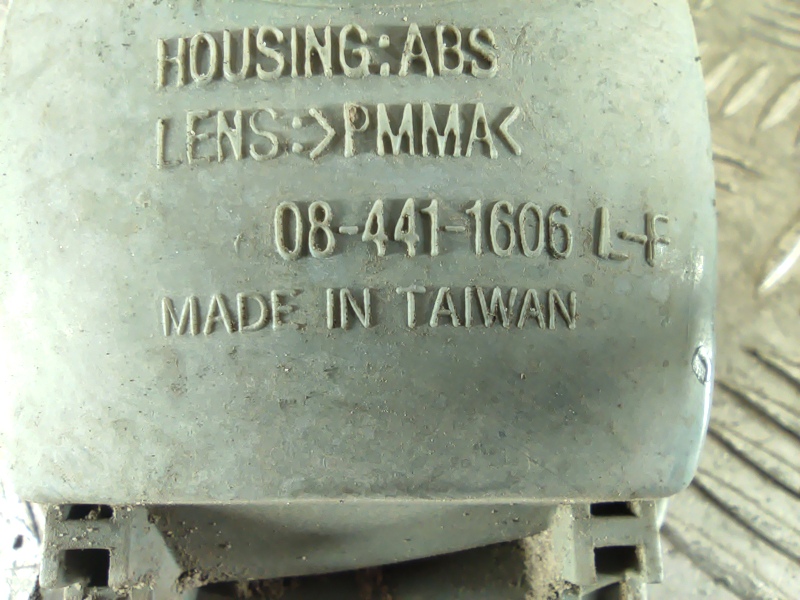 HOUSING:ABS
LENS:>PMMA<
08-441-1606 L-F
MADE IN TAIWAN